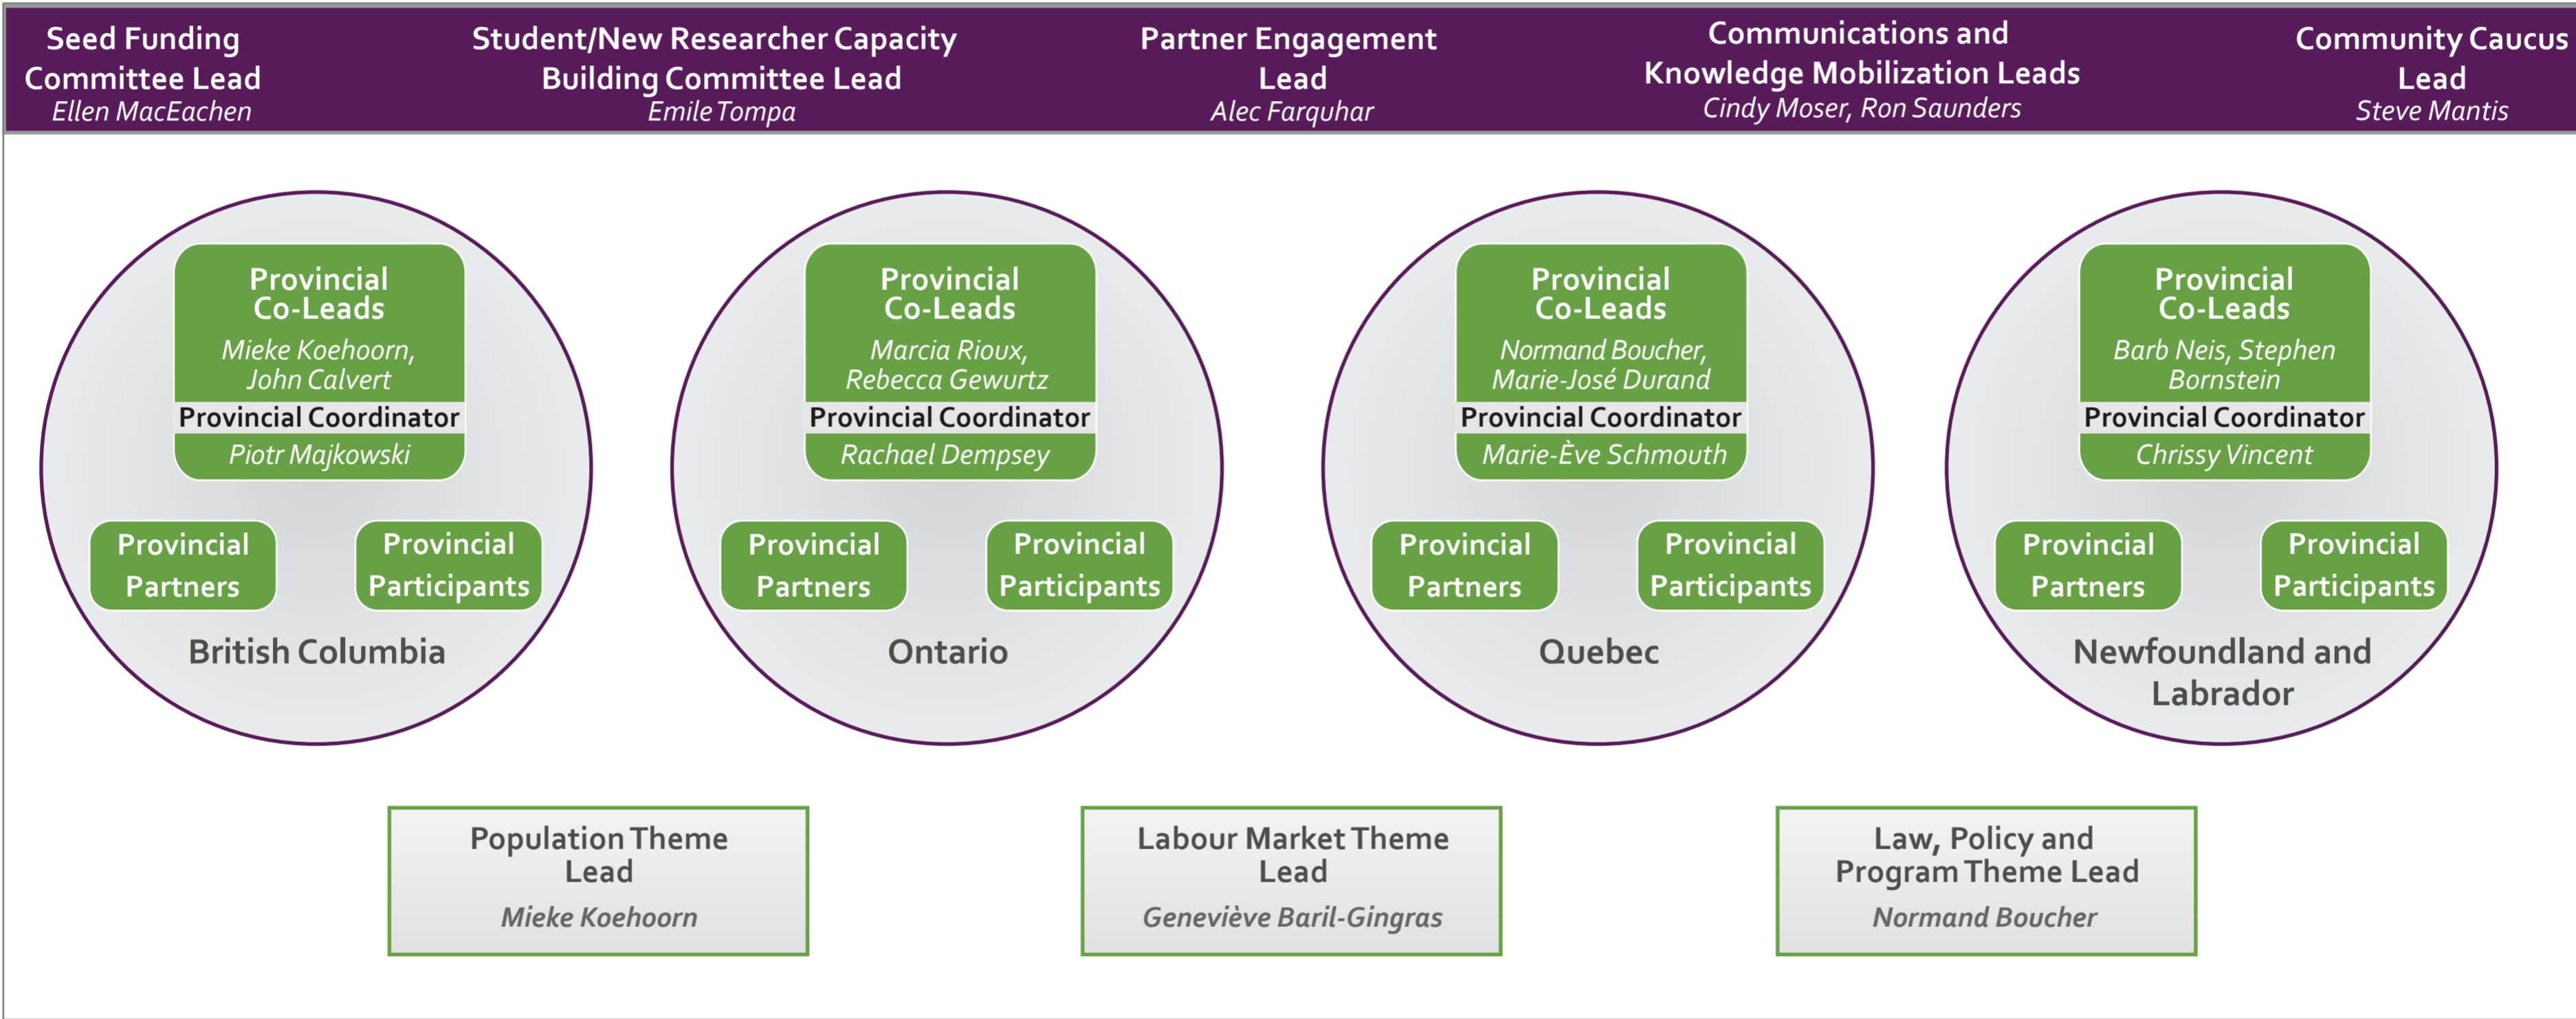 Seed Funding
Committee Lead
Ellen MacEachen
Student/New Researcher Capacity
Building Committee Lead
Emile Tompa
Partner Engagement
Lead
Alec Farquhar
Communications and
Knowledge Mobilization Leads
Cindy Moser, Ron Saunders
Community Caucus
Lead
Steve Mantis
Provincial
Co-Leads
Mieke Koehoorn,
John Calvert
Provincial Coordinator
Piotr Majkowski
Provincial
Partners
Provincial
Participants
British Columbia
Provincial
Co-Leads
Marcia Rioux,
Rebecca Gewurtz
Provincial Coordinator
Rachael Dempsey
Provincial
Partners
Provincial
Participants
Ontario
Provincial
Co-Leads
Normand Boucher,
Marie-José Durand
Provincial Coordinator
Marie-Ève Schmouth
Provincial
Partners
Provincial
Participants
Quebec
Provincial
Co-Leads
Barb Neis, Stephen
Bornstein
Provincial Coordinator
Chrissy Vincent
Provincial
Partners
Provincial
Participants
Newfoundland and
Labrador
Population Theme
Lead
Mieke Koehoorn
Labour Market Theme
Lead
Geneviève Baril-Gingras
Law, Policy and
Program Theme Lead
Normand Boucher